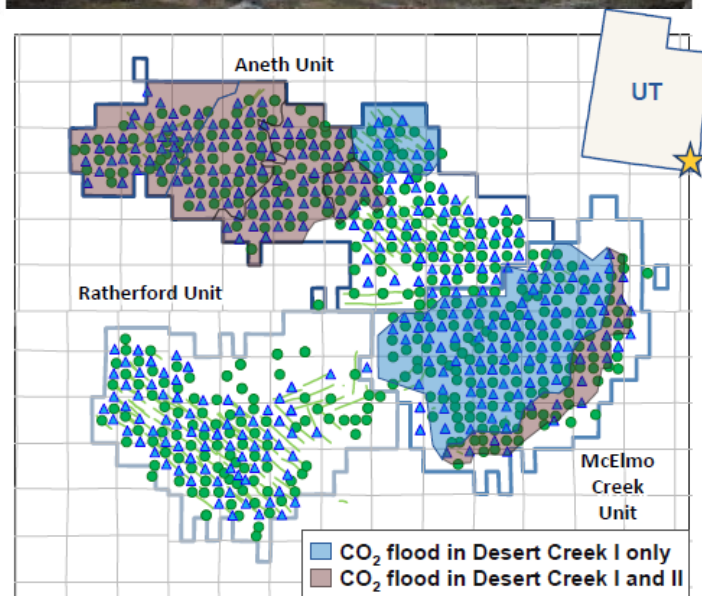 Aneth Unit
UT
Ratherford Unit
McElmo
Creek
Unit
CO₂ flood in Desert Creek I only
CO₂ flood in Desert Creek I and II